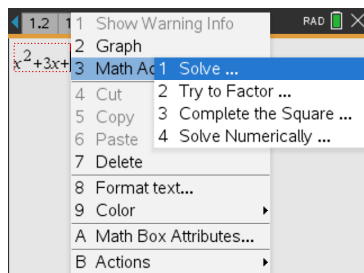 1.2 1 RAD
x²+3x+
1 Show Warning Info
2 Graph
3 Math Ac
1 Solve ...
2 Try to Factor ...
3 Complete the Square ...
4 Solve Numerically ...
4 Cut
5 Copy
6 Paste
7 Delete
8 Format text...
9 Color
A Math Box Attributes...
B Actions